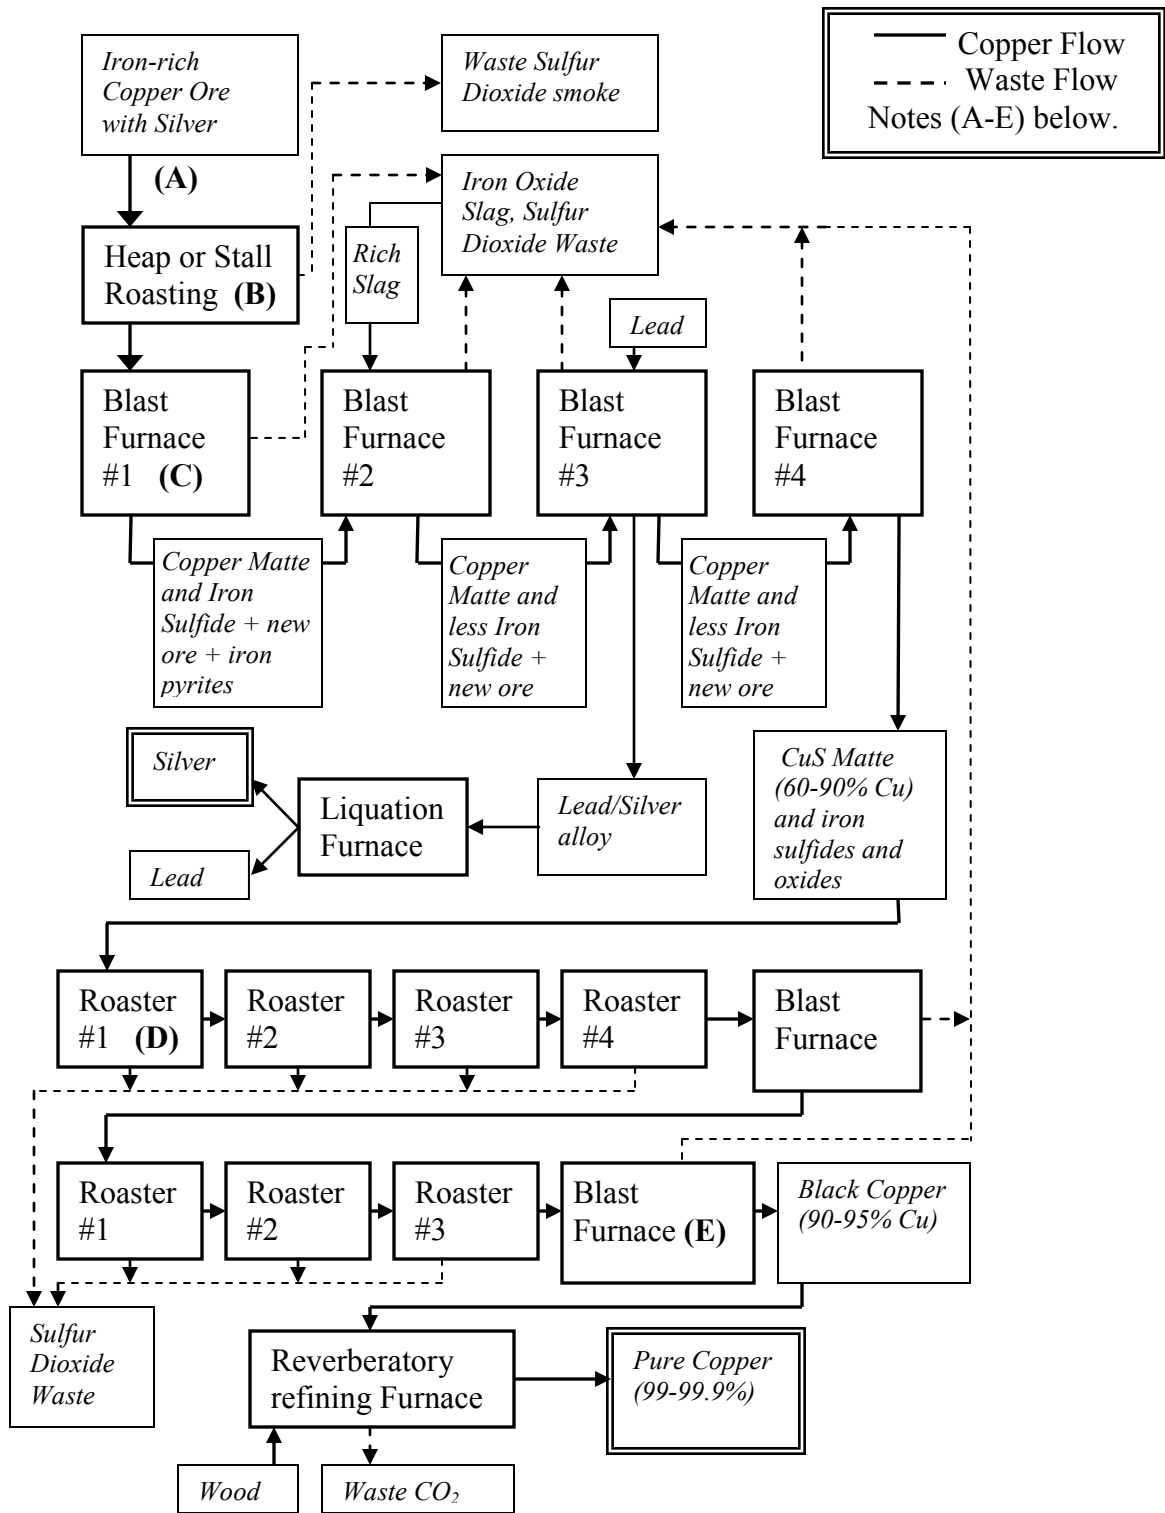 Iron-rich
Copper Ore
with Silver
Waste Sulfur
Dioxide smoke
Copper Flow
Waste Flow
Notes (A-E) below.
(A)
Iron Oxide
Slag, Sulfur
Dioxide Waste
Heap or Stall
Roasting (B)
Rich
Slag
Lead
Blast
Furnace
#1 (C)
Blast
Furnace
#2
Blast
Furnace
#3
Blast
Furnace
#4
Copper Matte
and Iron
Sulfide + new
ore + iron
pyrites
Copper
Matte and
less Iron
Sulfide +
new ore
Copper
Matte and
less Iron
Sulfide +
new ore
Silver
Liquation
Furnace
Lead
Lead/Silver
alloy
CuS Matte
(60-90% Cu)
and iron
sulfides and
oxides
Roaster
#1 (D)
Roaster
#2
Roaster
#3
Roaster
#4
Blast
Furnace
Roaster
#1
Roaster
#2
Roaster
#3
Blast
Furnace (E)
Black Copper
(90-95% Cu)
Sulfur
Dioxide
Waste
Reverberatory
refining Furnace
Pure Copper
(99-99.9%)
Wood
Waste CO₂